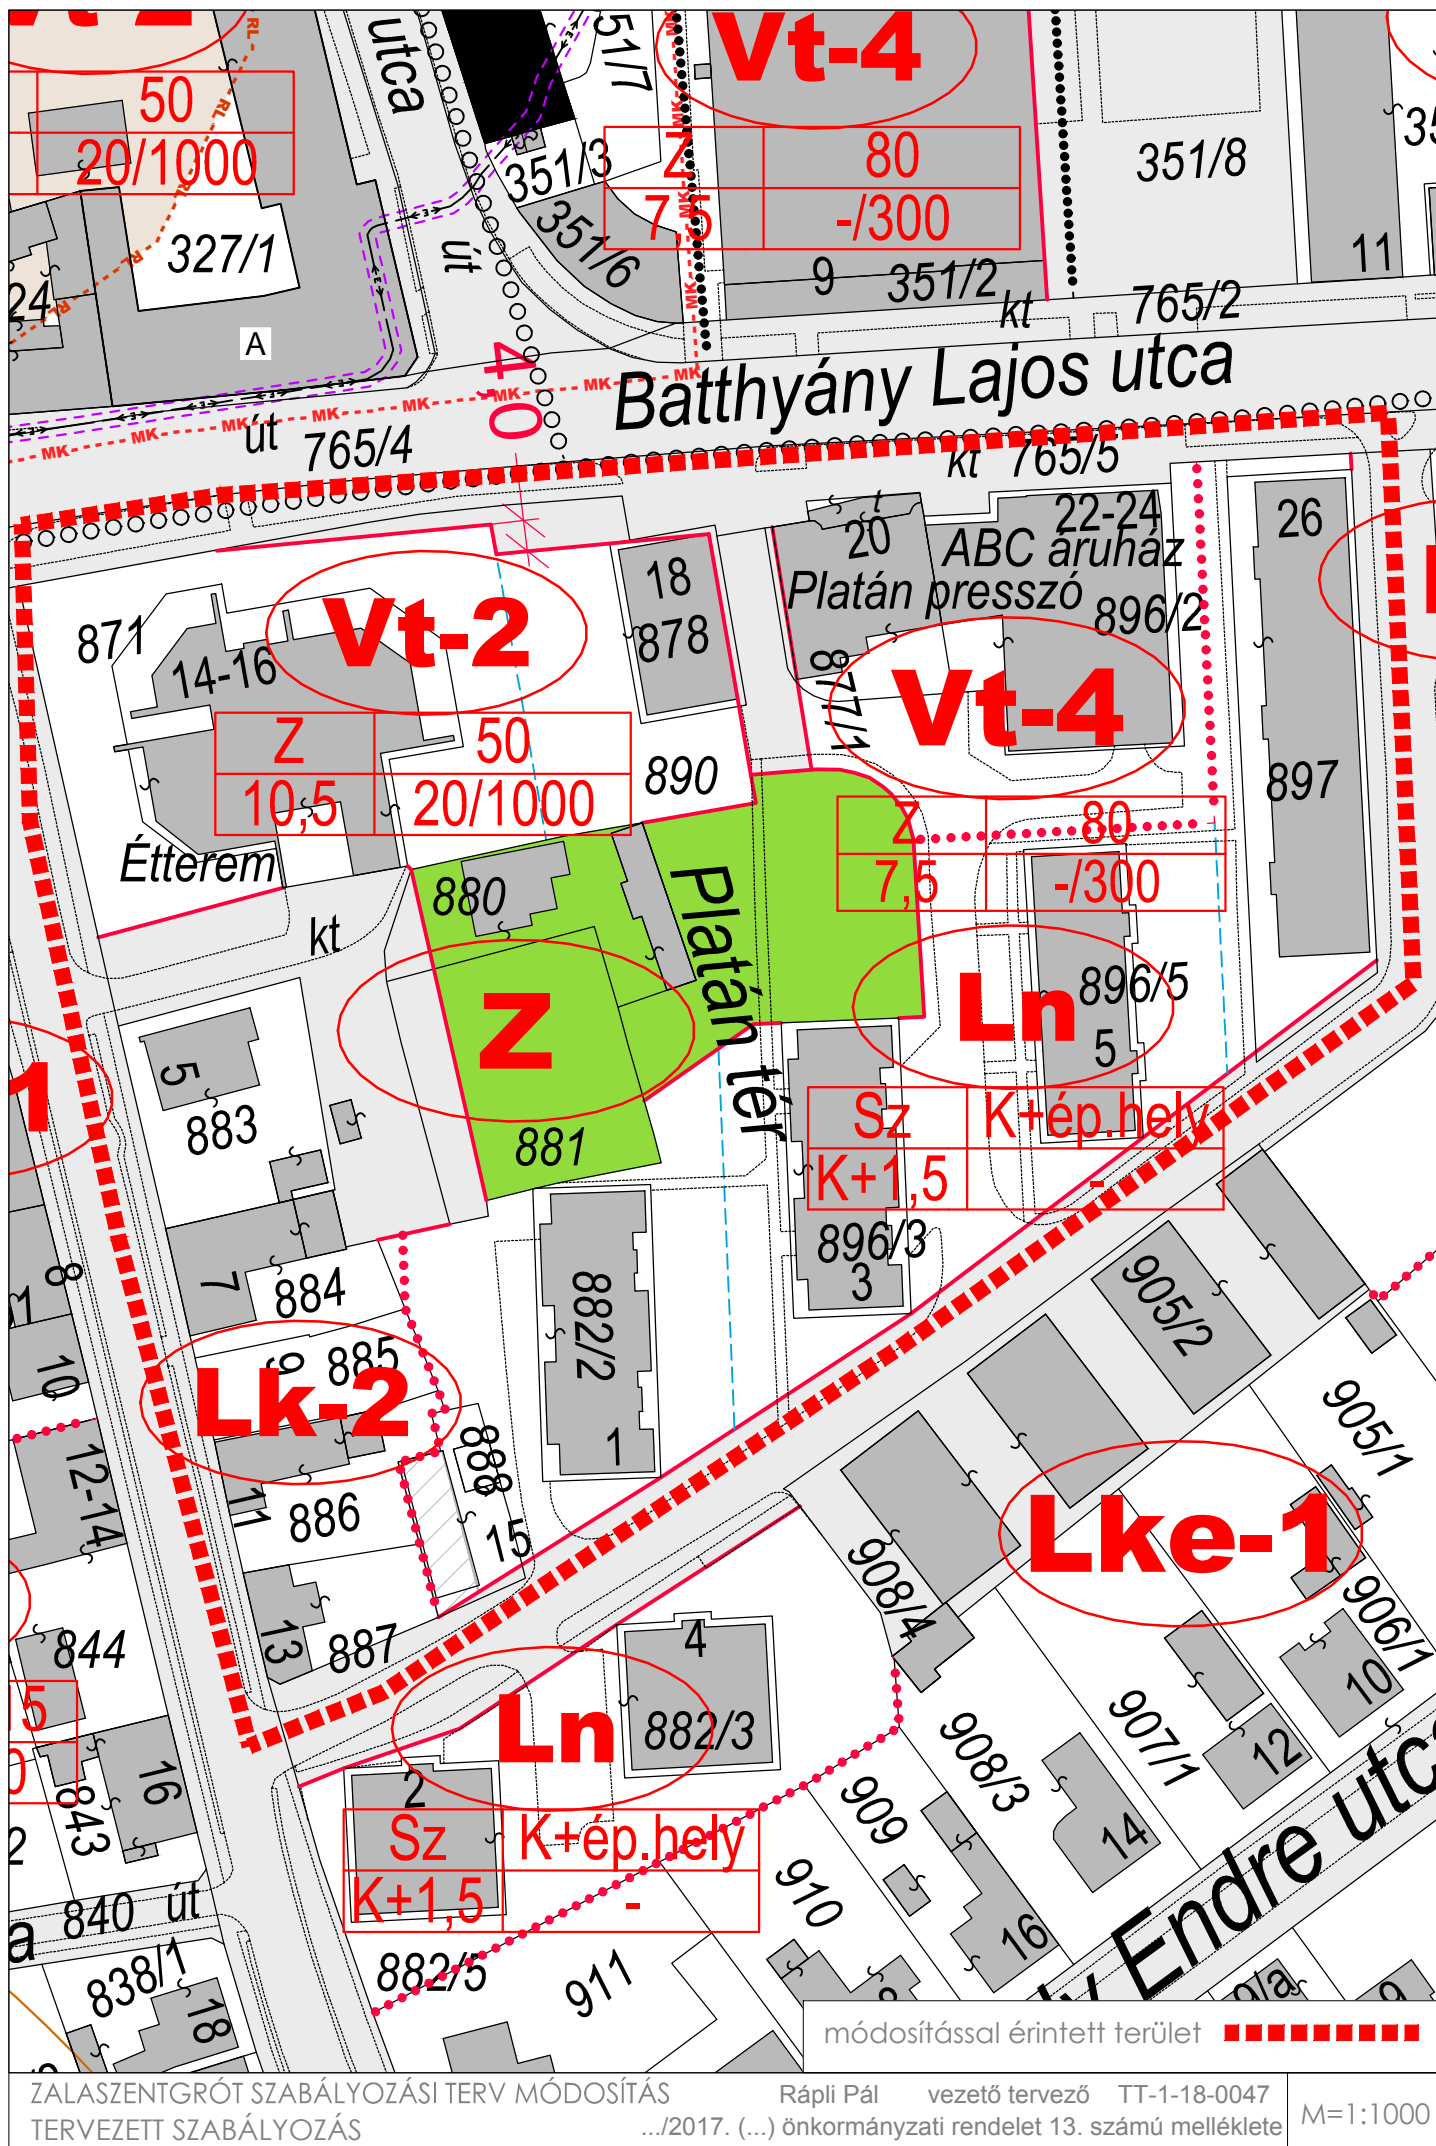 Vt-4
50
20/1000
utca
51/7
351/3
Z
80
7,5
-/300
351/8
327/1
út
351/6
9
351/2
11
24
kt
765/2
A
4,0
MK
RL
Batthyány Lajos utca
út
765/4
kt
765/5
t
20
22-24
26
ABC áruház
18
Platán presszó
896/2
878
871
14-16
Vt-2
877/1
Vt-4
Z
50
10,5
20/1000
890
897
Z
80
7,5
-/300
Étterem
880
Platán tér
kt
Z
Ln
896/5
5
5
883
881
Sz
K+ép.hely
K+1,5
-
896/3
3
7
884
8
882/2
1
905/2
10
9
885
Lk-2
12-14
11
886
888
15
905/1
Lke-1
908/4
906/1
10
13
887
844
4
882/3
Ln
908/3
907/1
12
2
Sz
K+ép.hely
K+1,5
-
16
843
909
14
910
840
út
16
838/1
18
882/5
911
Endre
9/a
9
módosítással érintett terület
ZALASZENTGRÓT SZABÁLYOZÁSI TERV MÓDOSÍTÁS
TERVEZETT SZABÁLYOZÁS
Rápli Pál vezető tervező TT-1-18-0047
.../2017. (...) önkormányzati rendelet 13. számú melléklete
M=1:1000